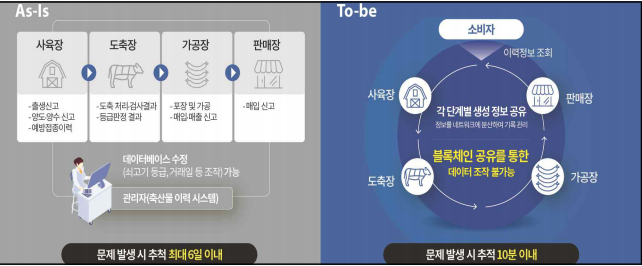 As-Is
사육장
도축장
가공장
판매장
-출생신고
-양도·양수 신고
-예방접종이력
-도축 처리·검사결과
-등급판정 결과
-포장 및 가공
-매입·매출 신고
-매입 신고
데이터베이스 수정
(쇠고기 등급, 거래일 등 조작) 가능
관리자(축산물 이력 시스템)
문제 발생 시 추척 최대 6일 이내
To-be
소비자
이력정보 조회
사육장
판매장
각 단계별 생성 정보 공유
정보를 네트워크에 분산하여 기록 관리
블록체인 공유를 통한
데이터 조작 불가능
도축장
가공장
문제 발생 시 추적 10분 이내